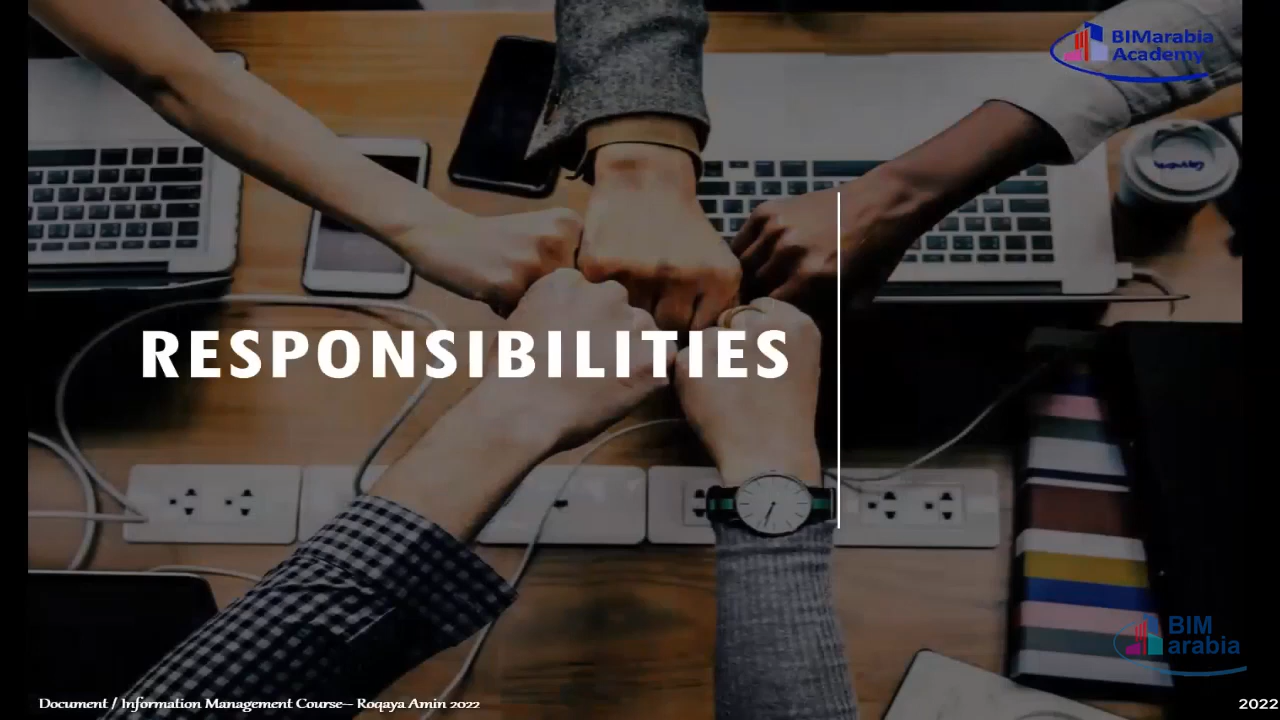 BIMarabia
Academy
RESPONSIBILITIES
BIM
arabia
Document / Information Management Course– Roqaya Amin 2022
2022